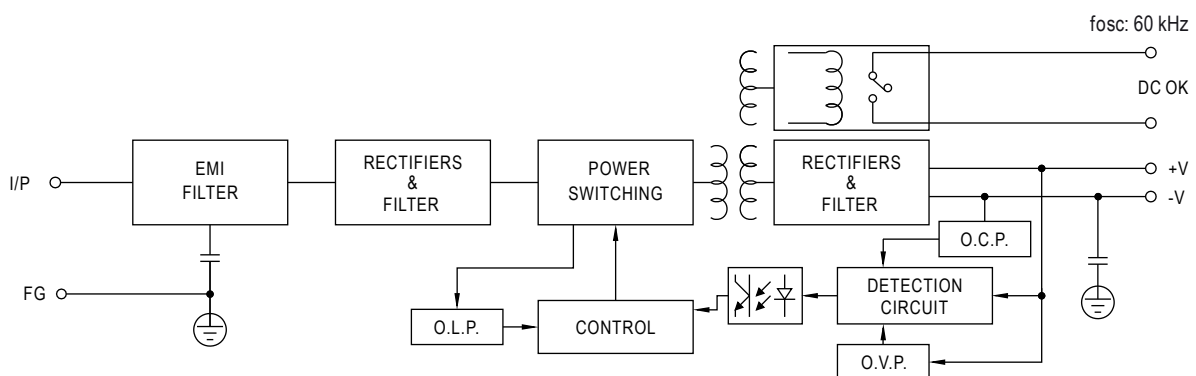 fosc: 60 kHz
DC OK
I/P
EMI
FILTER
RECTIFIERS
&
FILTER
POWER
SWITCHING
RECTIFIERS
&
FILTER
+V
-V
O.C.P.
FG
O.L.P.
CONTROL
DETECTION
CIRCUIT
O.V.P.